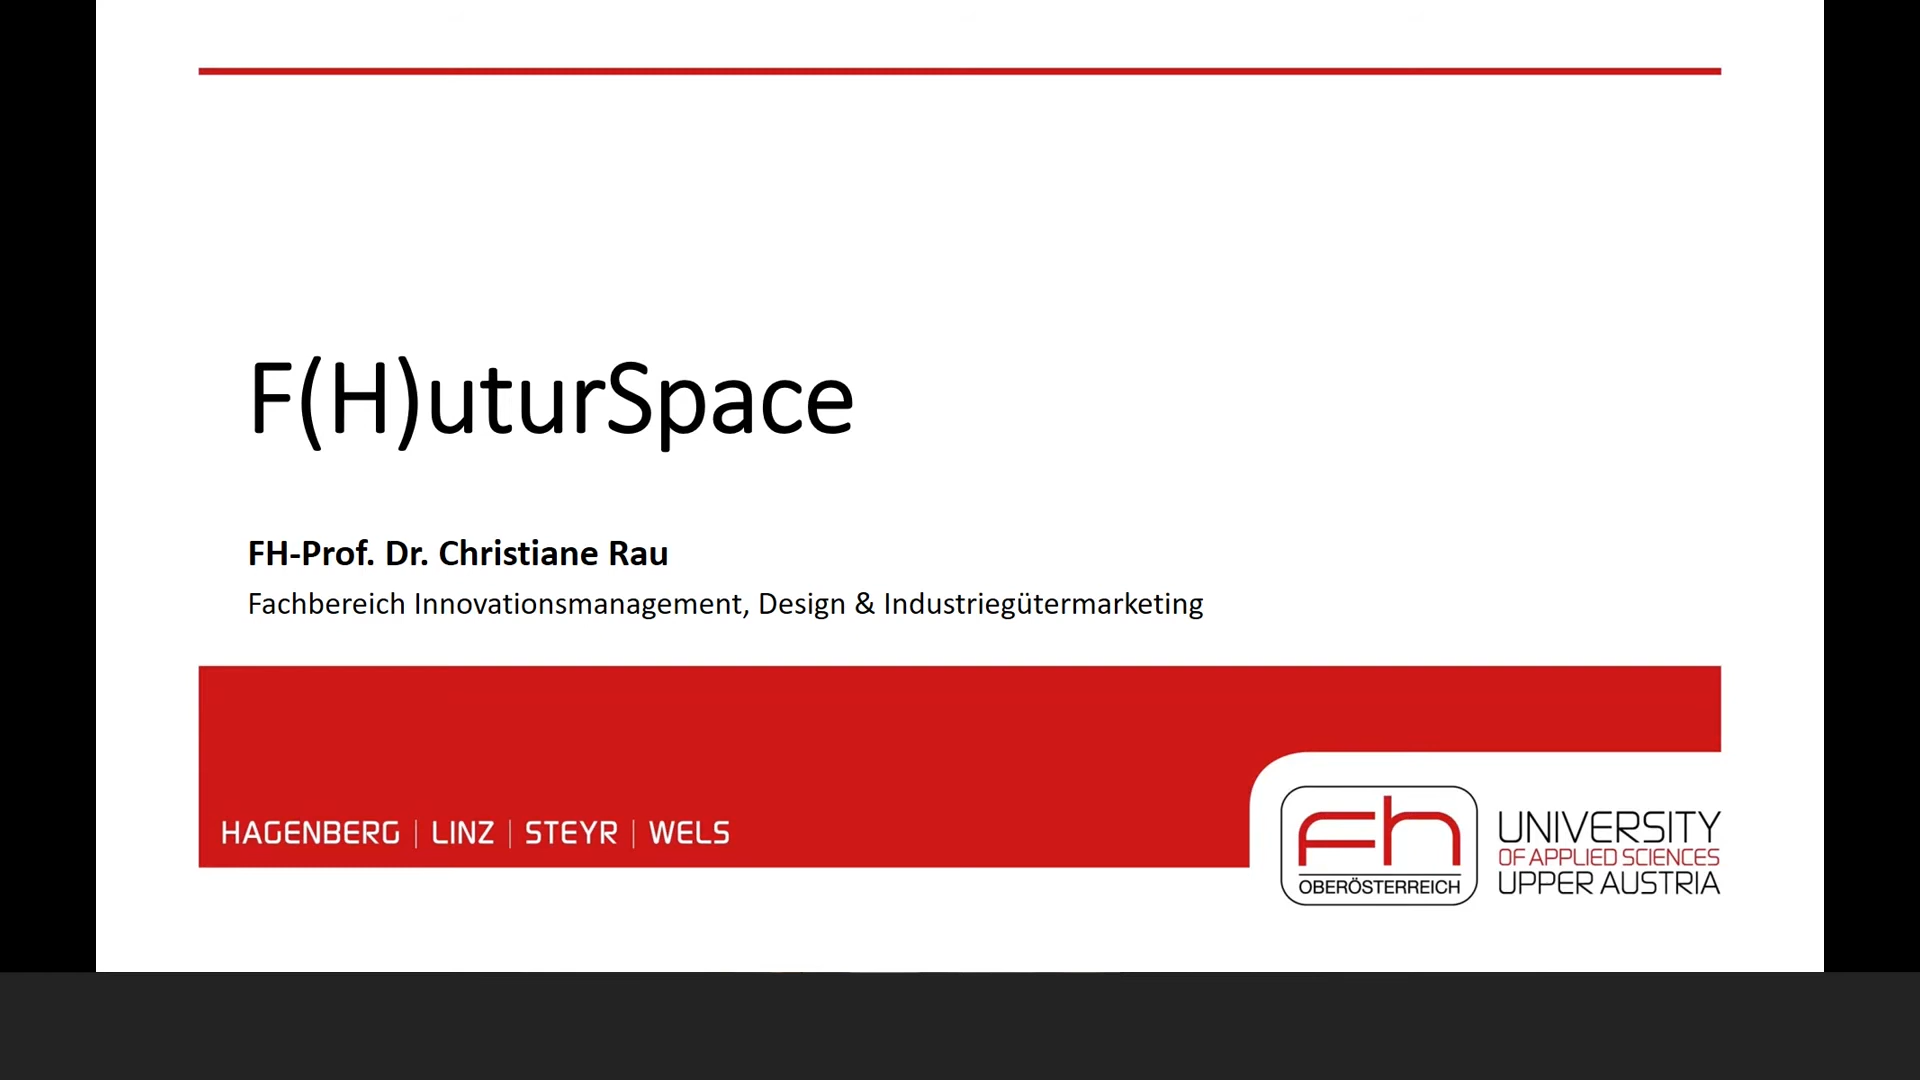 F(H)uturSpace
FH-Prof. Dr. Christiane Rau
Fachbereich Innovationsmanagement, Design & Industriegütermarketing
HAGENBERG | LINZ | STEYR | WELS
fh
OBERÖSTERREICH
UNIVERSITY
OF APPLIED SCIENCES
UPPER AUSTRIA